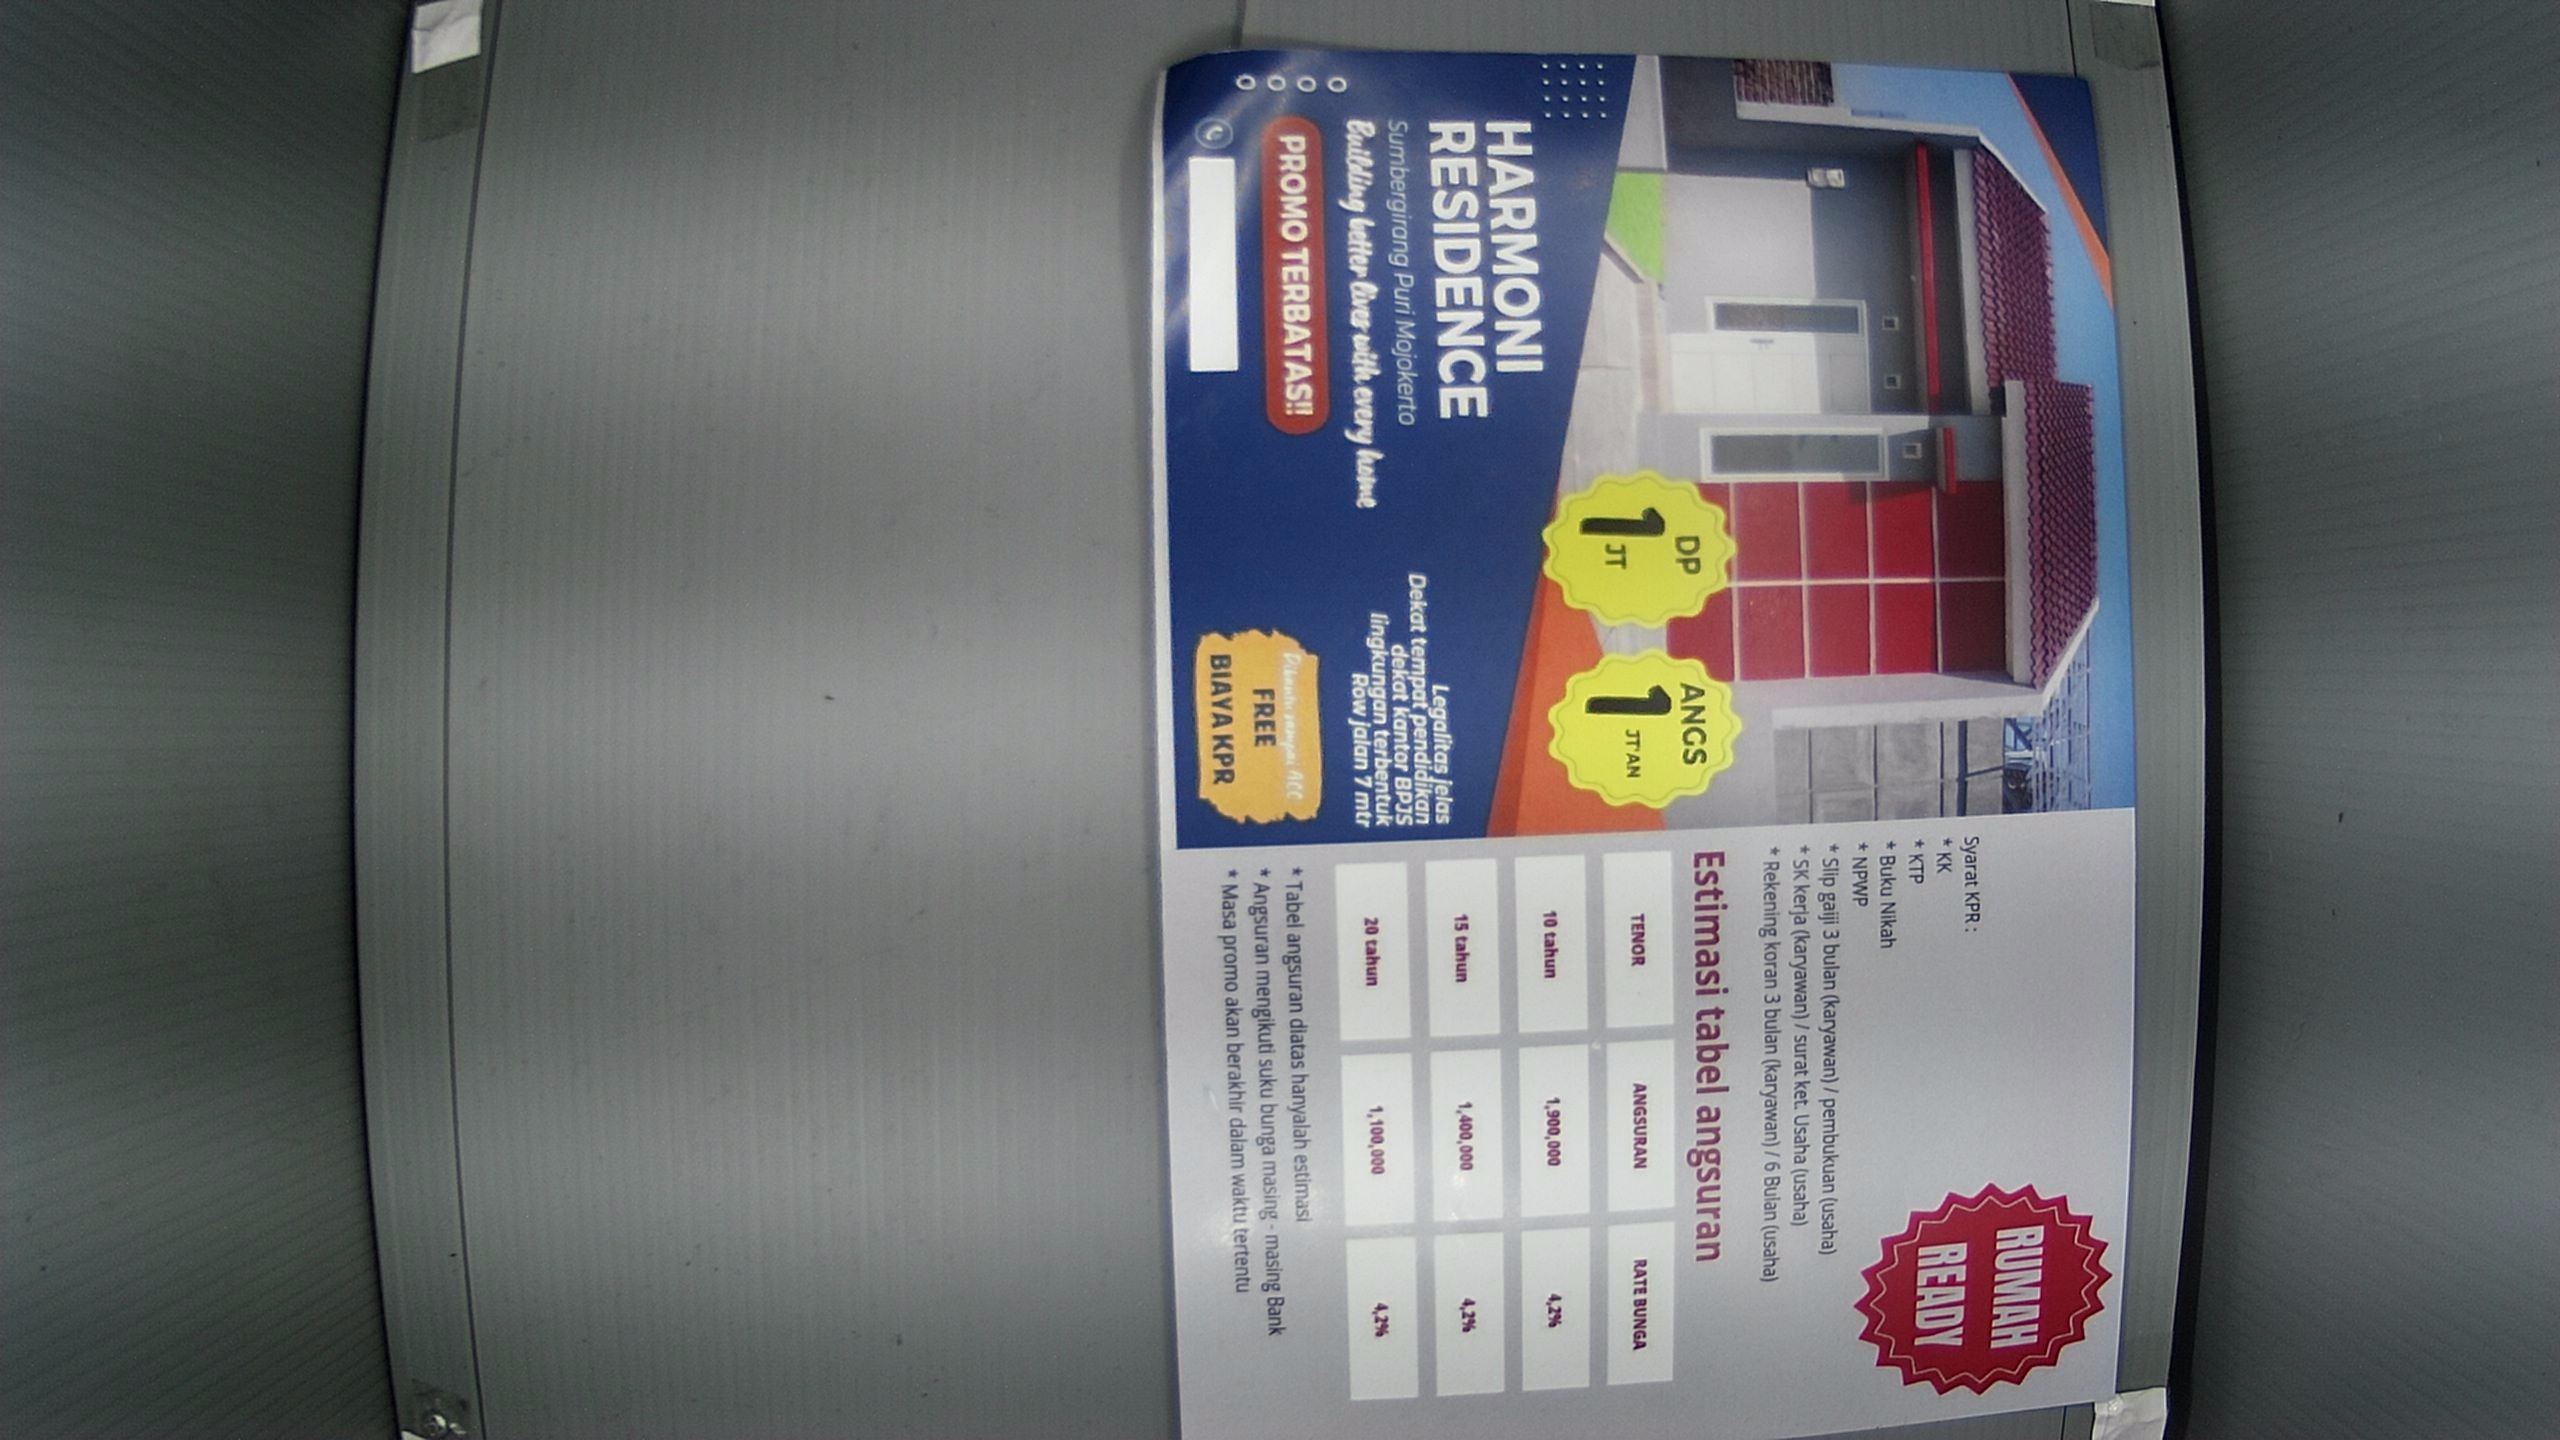 DP
1
JT
ANGS
1
JT'AN
HARMONI
RESIDENCE
Sumbergirang Puri Mojokerto
Building better lives with every home
PROMO TERBATAS!!
Legalitas jelas
Dekat tempat pendidikan
dekat kantor BPJS
lingkungan terbentuk
Row jalan 7 mtr
Dibantu sampai ACC
FREE
BIAYA KPR
RUMAH
READY
Syarat KPR :
* KK
* KTP
* Buku Nikah
* NPWP
* Slip gaiji 3 bulan (karyawan) / pembukuan (usaha)
* SK kerja (karyawan) / surat ket. Usaha (usaha)
* Rekening koran 3 bulan (karyawan) / 6 Bulan (usaha)
Estimasi tabel angsuran
TENOR ANGSURAN RATE BUNGA
10 tahun 1,900,000 4,2%
15 tahun 1,400,000 4,2%
20 tahun 1,100,000 4,2%
* Tabel angsuran diatas hanyalah estimasi
* Angsuran mengikuti suku bunga masing - masing Bank
* Masa promo akan berakhir dalam waktu tertentu